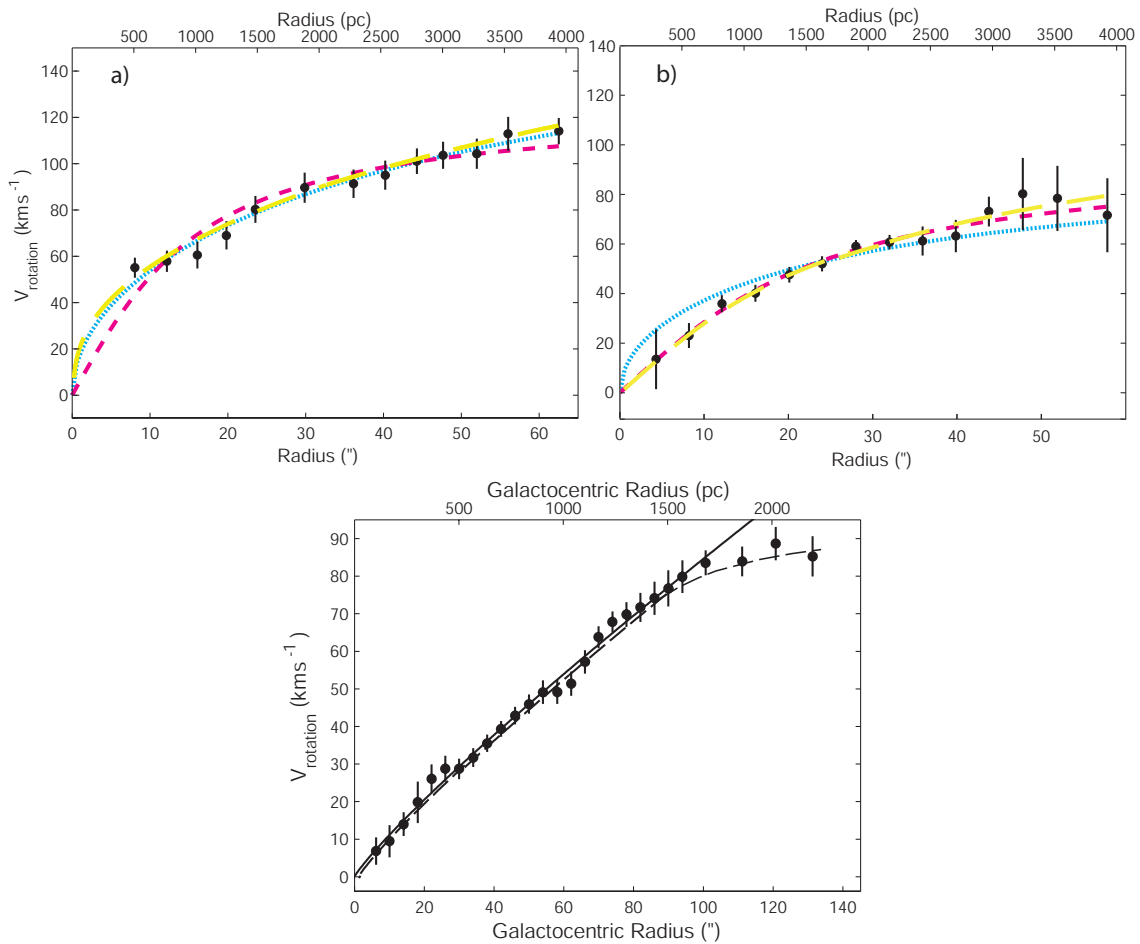 Radius (pc)
500 1000 1500 2000 2500 3000 3500 4000
a)
140
120
100
80
60
40
20
0
V rotation (kms -1 )
0 10 20 30 40 50 60
Radius (")
Radius (pc)
500 1000 1500 2000 2500 3000 3500 4000
b)
140
120
100
80
60
40
20
0
0 10 20 30 40 50
Radius (")
Galactocentric Radius (pc)
500 1000 1500 2000
90
80
70
60
50
40
30
20
10
0
V rotation (kms -1 )
0 20 40 60 80 100 120 140
Galactocentric Radius (")